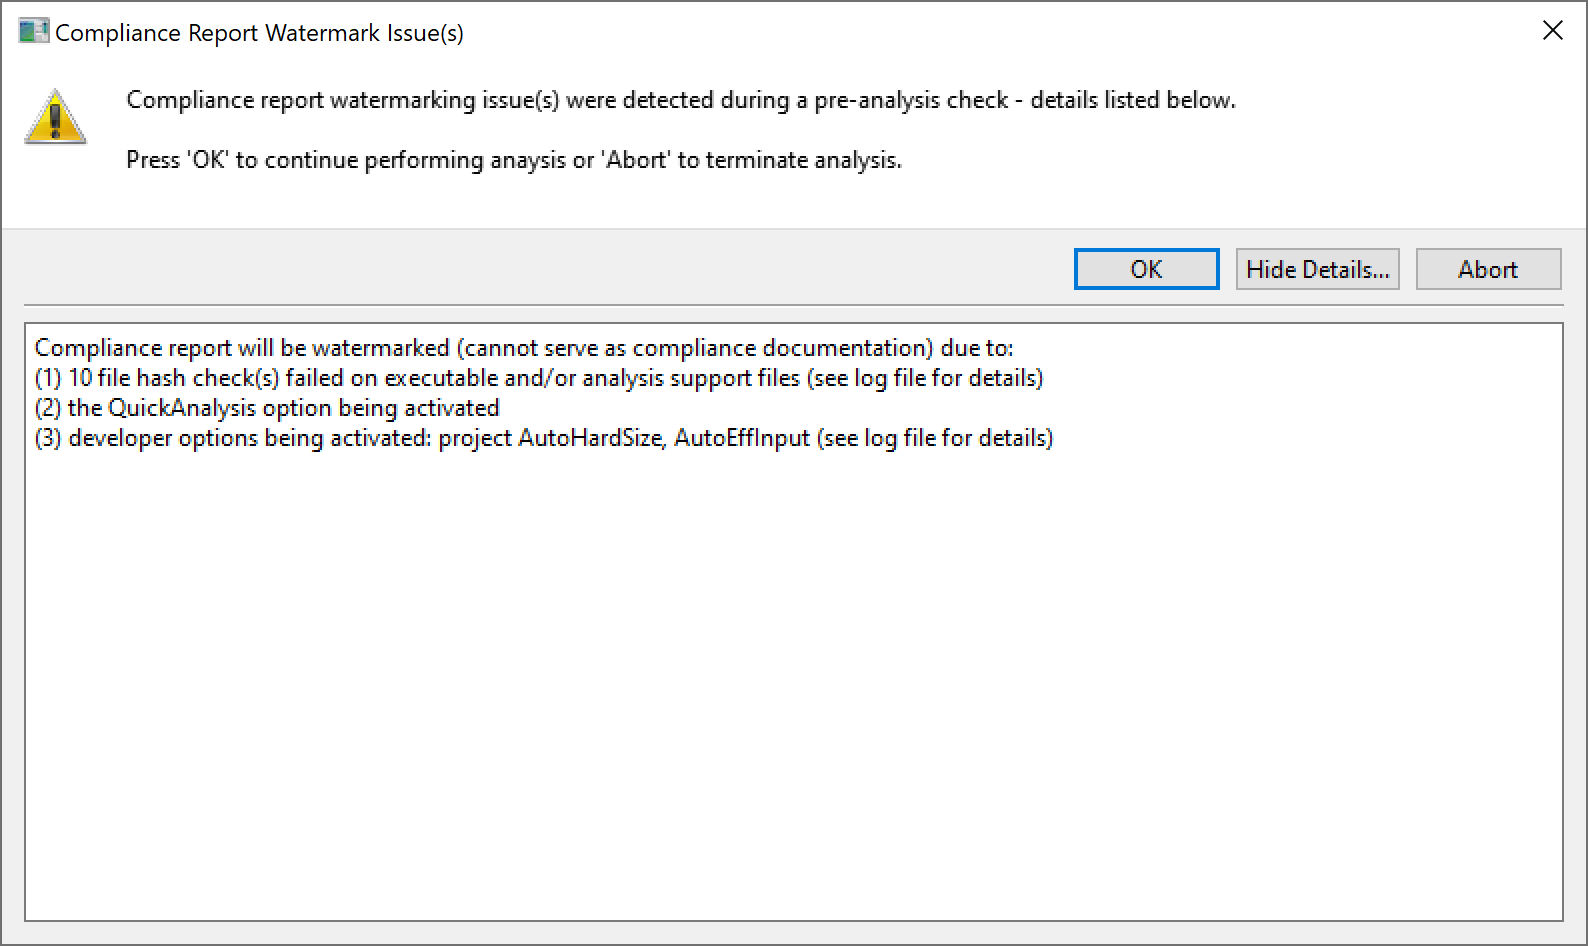 Compliance Report Watermark Issue(s)
Compliance report watermarking issue(s) were detected during a pre-analysis check - details listed below.
Press 'OK' to continue performing anaysis or 'Abort' to terminate analysis.
OK
Hide Details...
Abort
Compliance report will be watermarked (cannot serve as compliance documentation) due to:
(1) 10 file hash check(s) failed on executable and/or analysis support files (see log file for details)
(2) the QuickAnalysis option being activated
(3) developer options being activated: project AutoHardSize, AutoEffInput (see log file for details)